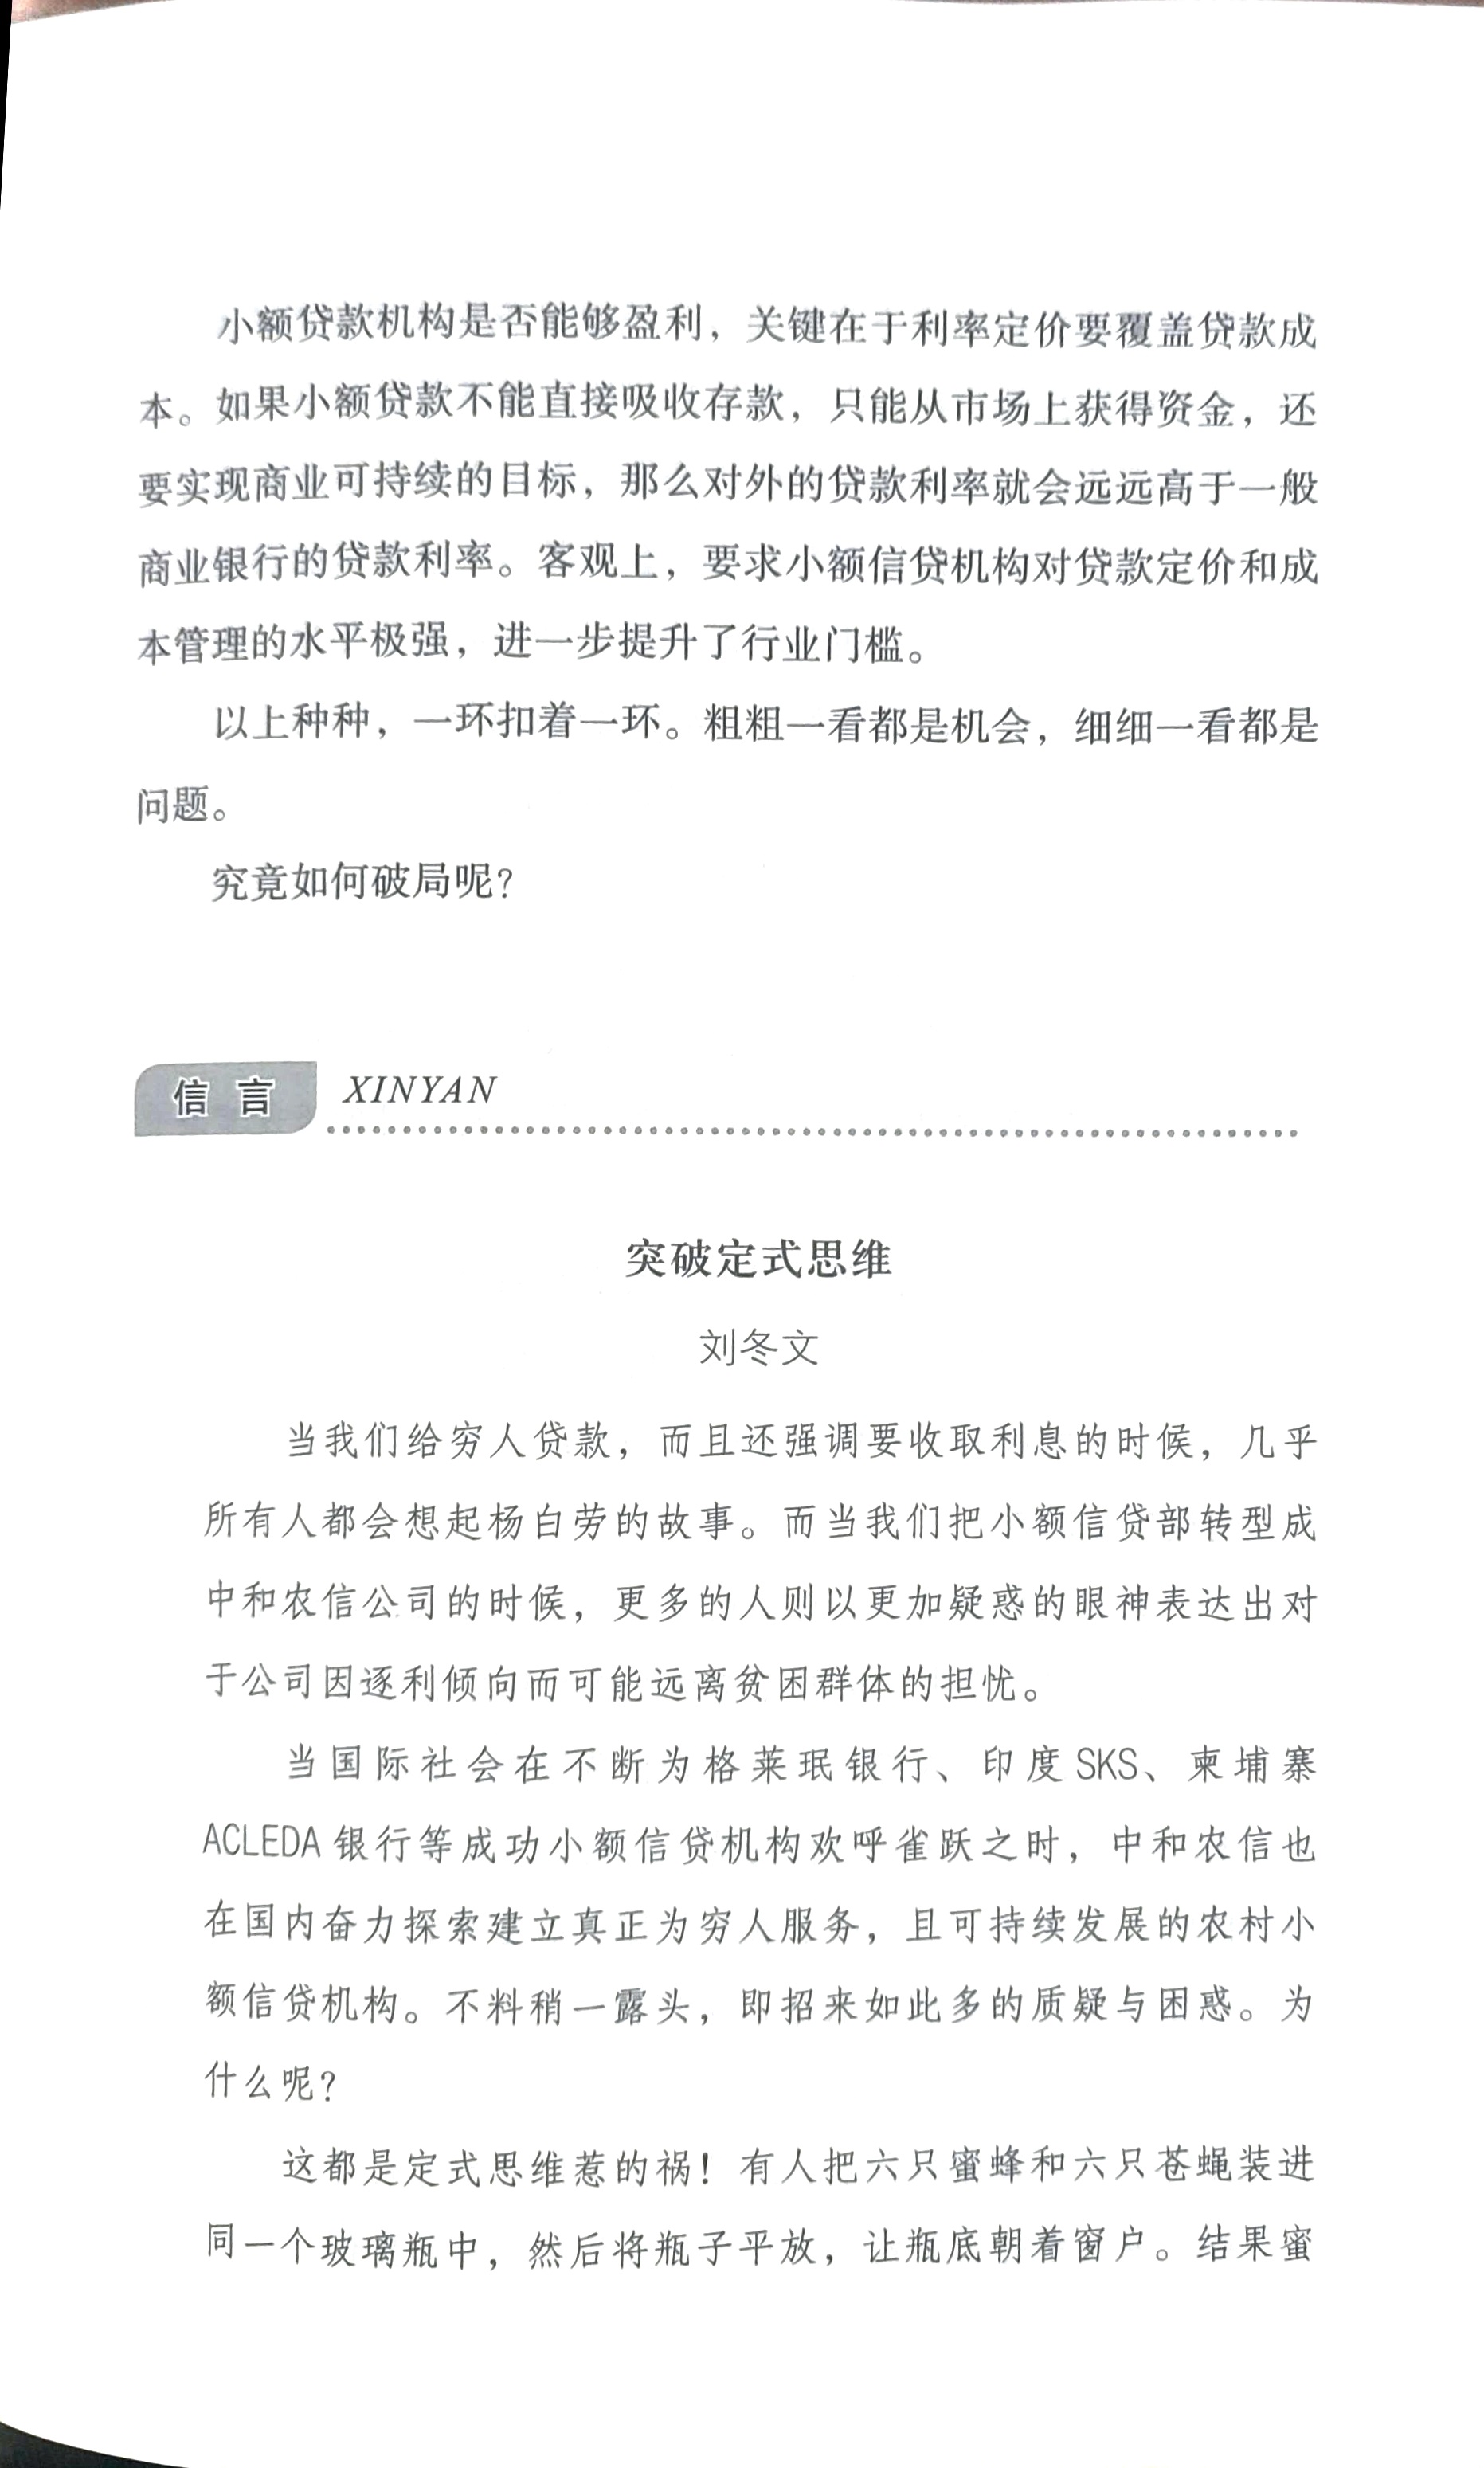 小额贷款机构是否能够盈利，关键在于利率定价要覆盖贷款成
本。如果小额贷款不能直接吸收存款，只能从市场上获得资金，还
要实现商业可持续的目标，那么对外的贷款利率就会远远高于一般
商业银行的贷款利率。客观上，要求小额信贷机构对贷款定价和成
本管理的水平极强，进一步提升了行业门槛。
以上种种，一环扣着一环。粗粗一看都是机会，细细一看都是
问题。
究竟如何破局呢？
信言 XINYAN
突破定式思维
刘冬文
当我们给穷人贷款，而且还强调要收取利息的时候，几乎
所有人都会想起杨白劳的故事。而当我们把小额信贷部转型成
中和农信公司的时候，更多的人则以更加疑惑的眼神表达出对
于公司因逐利倾向而可能远离贫困群体的担忧。
当国际社会在不断为格莱珉银行、印度SKS、柬埔寨
ACLEDA银行等成功小额信贷机构欢呼雀跃之时，中和农信也
在国内奋力探索建立真正为穷人服务，且可持续发展的农村小
额信贷机构。不料稍一露头，即招来如此多的质疑与困惑。为
什么呢？
这都是定式思维惹的祸！有人把六只蜜蜂和六只苍蝇装进
同一个玻璃瓶中，然后将瓶子平放，让瓶底朝着窗户。结果蜜